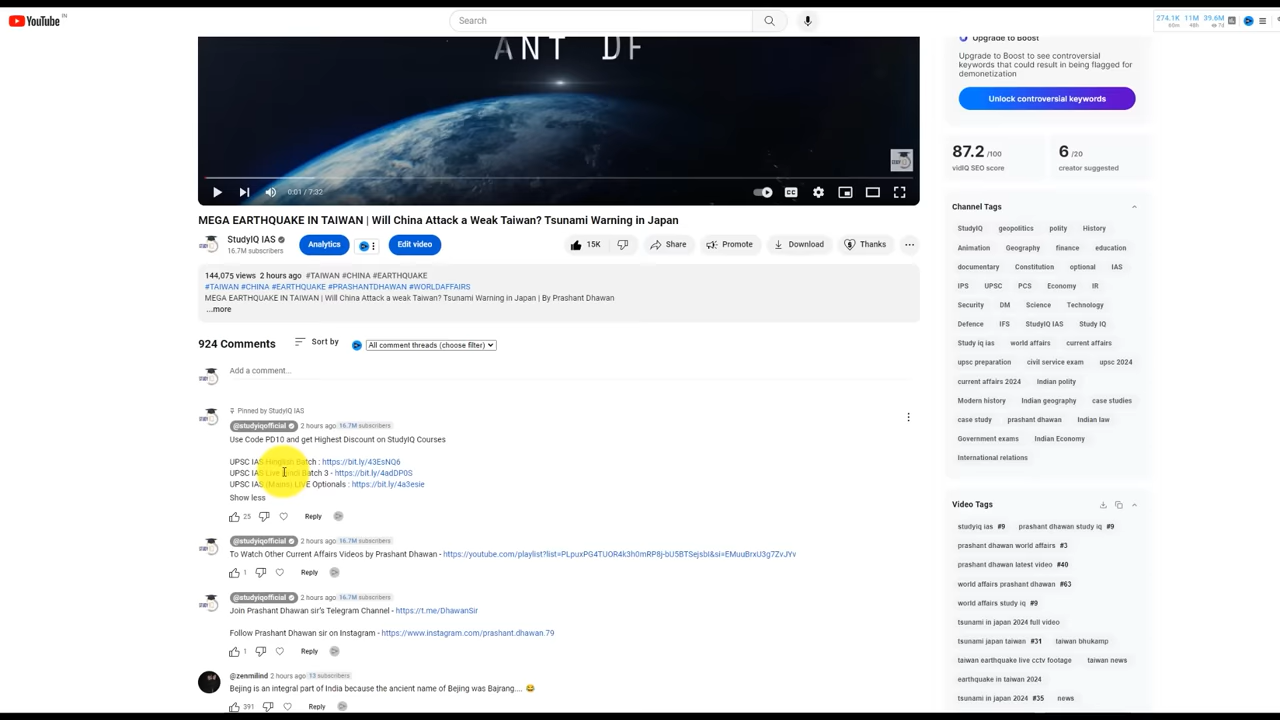 YouTube IN
Search
274.1K 11M 39.6M
60m 48h 7d
ANT DF
STUDY
0:01 / 7:32
MEGA EARTHQUAKE IN TAIWAN | Will China Attack a Weak Taiwan? Tsunami Warning in Japan
StudyIQ IAS
16.7M subscribers
Analytics
Edit video
15K
Share
Promote
Download
Thanks
144,075 views 2 hours ago #TAIWAN #CHINA #EARTHQUAKE
#TAIWAN #CHINA #EARTHQUAKE #PRASHANTDHAWAN #WORLDAFFAIRS
MEGA EARTHQUAKE IN TAIWAN | Will China Attack a weak Taiwan? Tsunami Warning in Japan | By Prashant Dhawan
...more
924 Comments
Sort by
All comment threads (choose filter)
Add a comment...
Pinned by StudyIQ IAS
@studyiqofficial 2 hours ago 16.7M subscribers
Use Code PD10 and get Highest Discount on StudyIQ Courses
UPSC IAS Hinglish Batch : https://bit.ly/43EsNQ6
UPSC IAS Live Batch 3 - https://bit.ly/4adDP0S
UPSC IAS (Mains) LIVE Optionals : https://bit.ly/4a3esie
Show less
25
Reply
@studyiqofficial 2 hours ago 16.7M subscribers
To Watch Other Current Affairs Videos by Prashant Dhawan - https://youtube.com/playlist?list=PLpuxPG4TUOR4k3h0mRP8j-bU5BTSejsbI&si=EMuuBrxU3g7ZvJYv
1
Reply
@studyiqofficial 2 hours ago 16.7M subscribers
Join Prashant Dhawan sir's Telegram Channel - https://t.me/DhawanSir
Follow Prashant Dhawan sir on Instagram - https://www.instagram.com/prashant.dhawan.79
1
Reply
@zenmilind 2 hours ago 13 subscribers
Bejing is an integral part of India because the ancient name of Bejing was Bajrang.... 😂
391
Reply
Upgrade to Boost
Upgrade to Boost to see controversial
keywords that could result in being flagged for
demonetization
Unlock controversial keywords
87.2 /100
vidIQ SEO score
6 /20
creator suggested
Channel Tags
StudyIQ geopolitics polity History
Animation Geography finance education
documentary Constitution optional IAS
IPS UPSC PCS Economy IR
Security DM Science Technology
Defence IFS StudyIQ IAS Study IQ
Study iq ias world affairs current affairs
upsc preparation civil service exam upsc 2024
current affairs 2024 Indian polity
Modern history Indian geography case studies
case study prashant dhawan Indian law
Government exams Indian Economy
International relations
Video Tags
studyiq ias #9 prashant dhawan study iq #9
prashant dhawan world affairs #3
prashant dhawan latest video #40
world affairs prashant dhawan #63
world affairs study iq #9
tsunami in japan 2024 full video
tsunami japan taiwan #31 taiwan bhukamp
taiwan earthquake live cctv footage taiwan news
earthquake in taiwan 2024
tsunami in japan 2024 #35 news